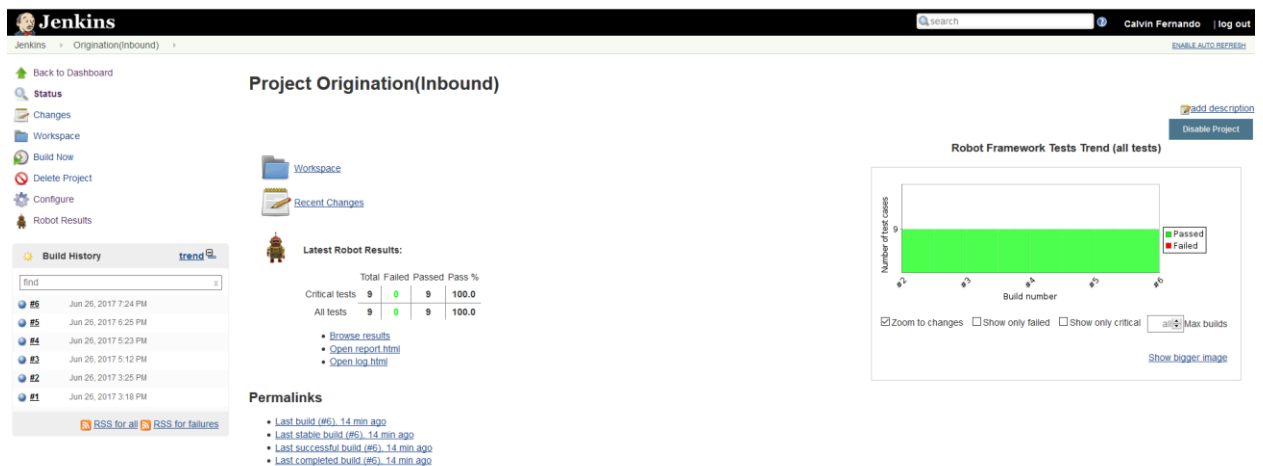 Jenkins
search
Calvin Fernando | log out
Jenkins
Origination(Inbound)
ENABLE AUTO REFRESH
Back to Dashboard
Status
Changes
Workspace
Build Now
Delete Project
Configure
Robot Results
Build History
trend
find
x
#6 Jun 26, 2017 7:24 PM
#5 Jun 26, 2017 6:25 PM
#4 Jun 26, 2017 5:23 PM
#3 Jun 26, 2017 5:12 PM
#2 Jun 26, 2017 3:25 PM
#1 Jun 26, 2017 3:18 PM
RSS for all RSS for failures
Project Origination(Inbound)
add description
Disable Project
Workspace
Recent Changes
Latest Robot Results:
Total Failed Passed Pass %
Critical tests 9 0 9 100.0
All tests 9 0 9 100.0
• Browse results
• Open report.html
• Open log.html
Permalinks
• Last build (#6), 14 min ago
• Last stable build (#6), 14 min ago
• Last successful build (#6), 14 min ago
• Last completed build (#6), 14 min ago
Robot Framework Tests Trend (all tests)
Number of test cases
9
Passed
Failed
#2 #3 #4 #5 #6
Build number
Zoom to changes Show only failed Show only critical all Max builds
Show bigger image